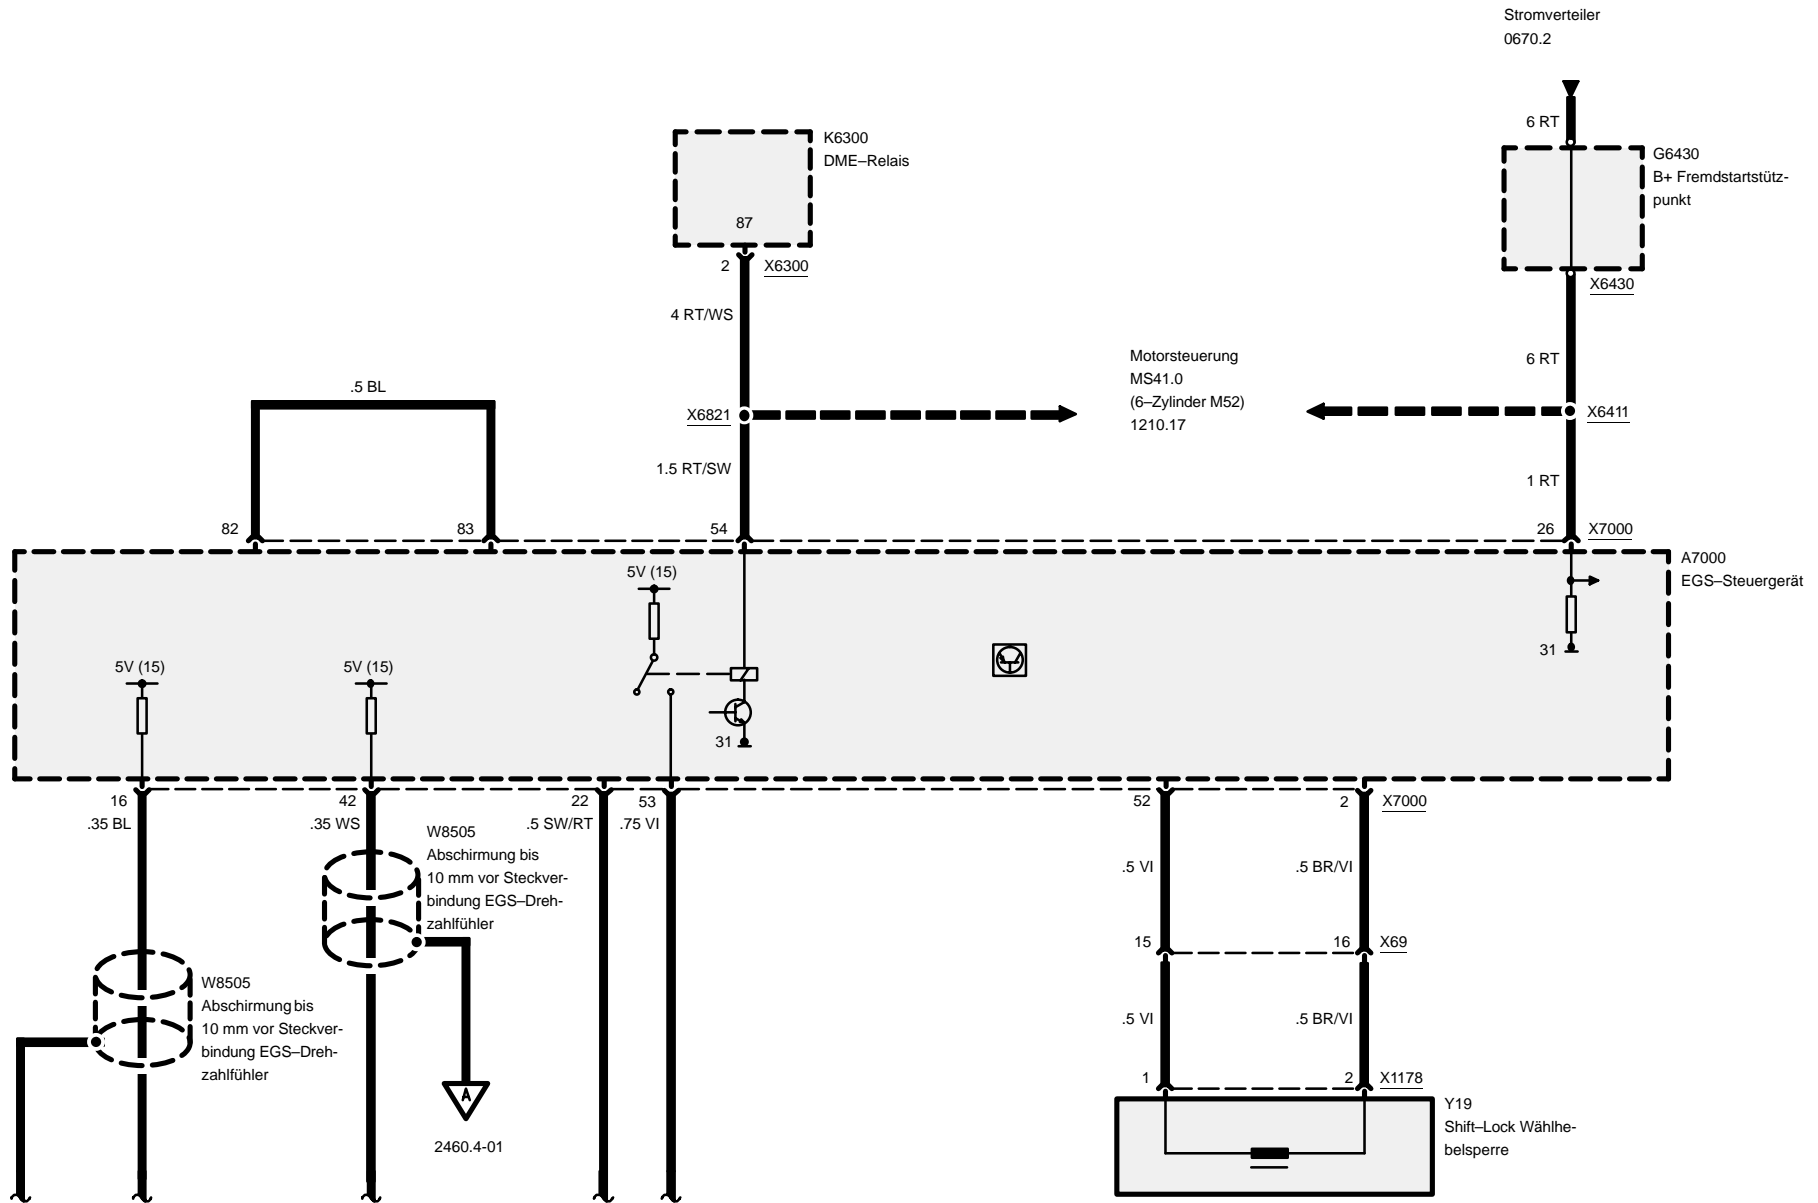 Stromverteiler
0670.2
6 RT
K6300
DME–Relais
G6430
B+ Fremdstartstütz-
punkt
87
2
X6300
X6430
4 RT/WS
Motorsteuerung
MS41.0
(6–Zylinder M52)
1210.17
6 RT
.5 BL
X6821
X6411
1.5 RT/SW
1 RT
82
83
54
26
X7000
A7000
EGS–Steuergerät
5V (15)
31
5V (15)
5V (15)
31
16
42
22
53
52
2
X7000
.35 BL
.35 WS
.5 SW/RT
.75 VI
W8505
Abschirmung bis
10 mm vor Steckver-
bindung EGS–Dreh-
zahlfühler
.5 VI
.5 BR/VI
15
16
X69
W8505
Abschirmung bis
10 mm vor Steckver-
bindung EGS–Dreh-
zahlfühler
.5 VI
.5 BR/VI
1
2
X1178
A
2460.4-01
Y19
Shift–Lock Wählhe-
belsperre